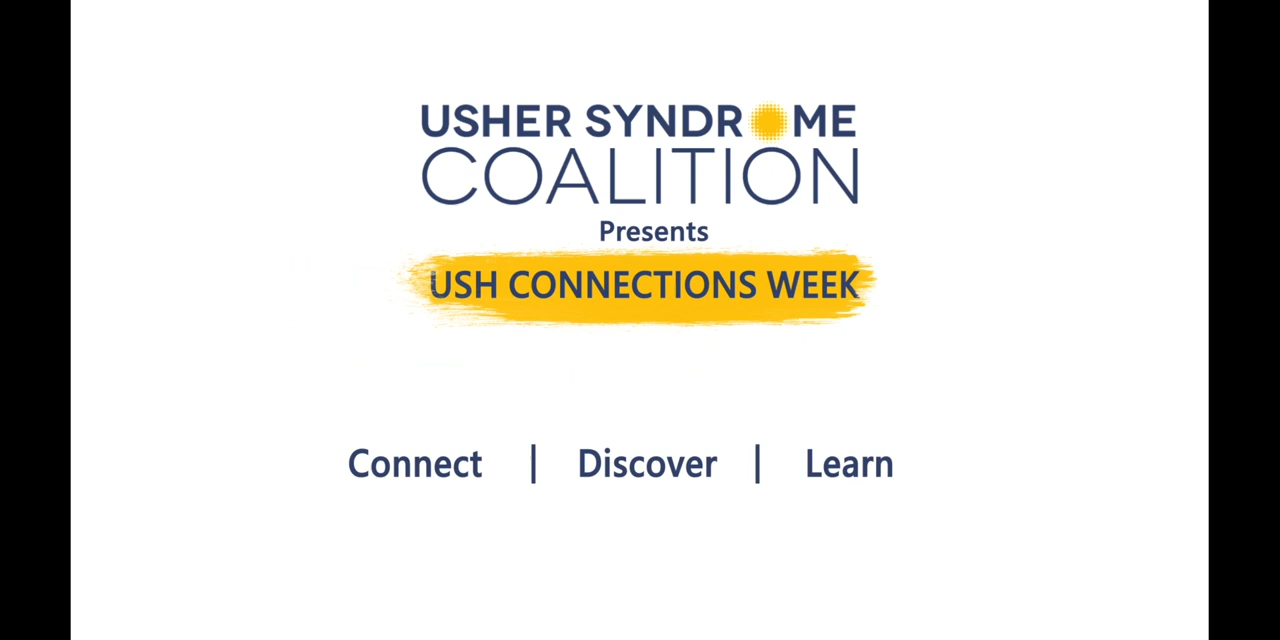 USHER SYNDROME
COALITION
Presents
USH CONNECTIONS WEEK
Connect | Discover | Learn